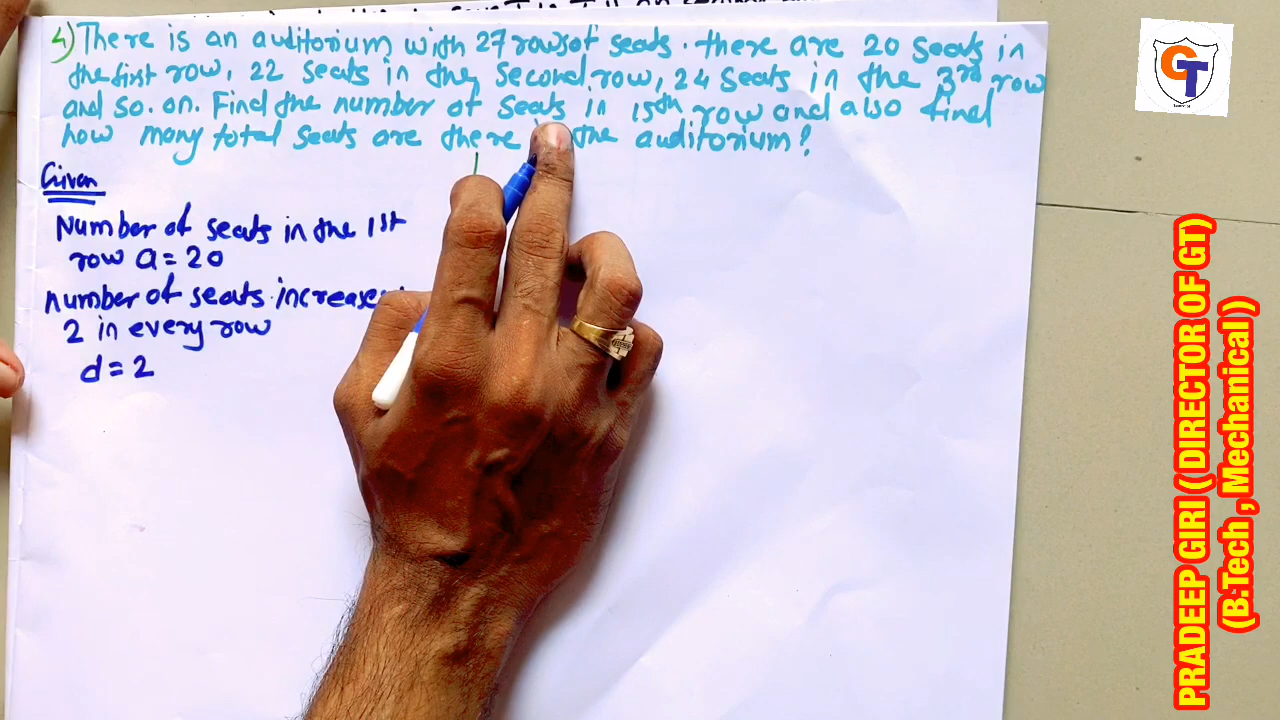 4) There is an auditorium with 27 rows of seats. there are 20 seats in
the first row, 22 seats in the second row, 24 seats in the 3rd row
and so. on. Find the number of seats in 15th row and also find
how many total seats are there the auditorium?
Given
Number of seats in the 1st
row a = 20
number of seats increase
2 in every row
d = 2
GT
PRADEEP GIRI ( DIRECTOR OF GT)
(B.Tech , Mechanical )